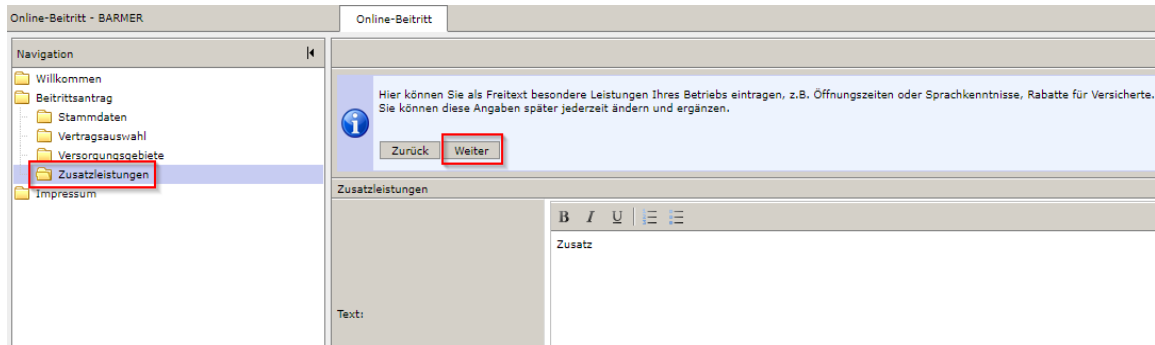 Online-Beitritt - BARMER
Online-Beitritt
Navigation
Willkommen
Beitrittsantrag
Stammdaten
Vertragsauswahl
Versorgungsgebiete
Zusatzleistungen
Impressum
Hier können Sie als Freitext besondere Leistungen Ihres Betriebs eintragen, z.B. Öffnungszeiten oder Sprachkenntnisse, Rabatte für Versicherte.
Sie können diese Angaben später jederzeit ändern und ergänzen.
Zurück Weiter
Zusatzleistungen
B I U
Zusatz
Text: